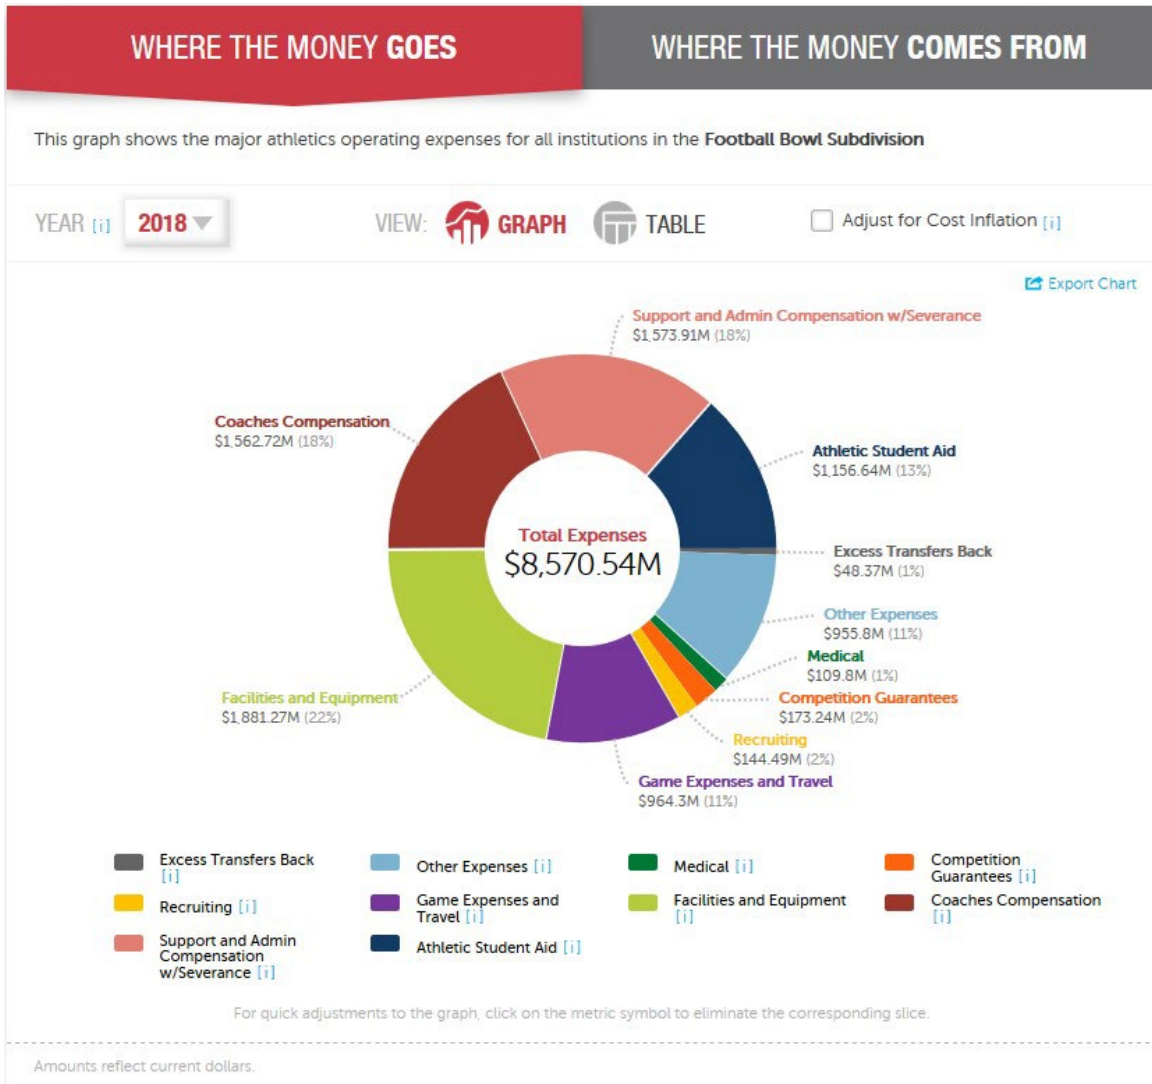 WHERE THE MONEY GOES
WHERE THE MONEY COMES FROM
This graph shows the major athletics operating expenses for all institutions in the Football Bowl Subdivision
YEAR [i] 2018
VIEW: GRAPH TABLE
Adjust for Cost Inflation [i]
Export Chart
Support and Admin Compensation w/Severance
$1,573.91M (18%)
Coaches Compensation
$1,562.72M (18%)
Athletic Student Aid
$1,156.64M (13%)
Total Expenses
$8,570.54M
Excess Transfers Back
$48.37M (1%)
Other Expenses
$955.8M (11%)
Medical
$109.8M (1%)
Facilities and Equipment
$1,881.27M (22%)
Competition Guarantees
$173.24M (2%)
Recruiting
$144.49M (2%)
Game Expenses and Travel
$964.3M (11%)
Excess Transfers Back
[i]
Other Expenses [i]
Medical [i]
Competition
Guarantees [i]
Recruiting [i]
Game Expenses and
Travel [i]
Facilities and Equipment
[i]
Coaches Compensation
[i]
Support and Admin
Compensation
w/Severance [i]
Athletic Student Aid [i]
For quick adjustments to the graph, click on the metric symbol to eliminate the corresponding slice.
Amounts reflect current dollars.